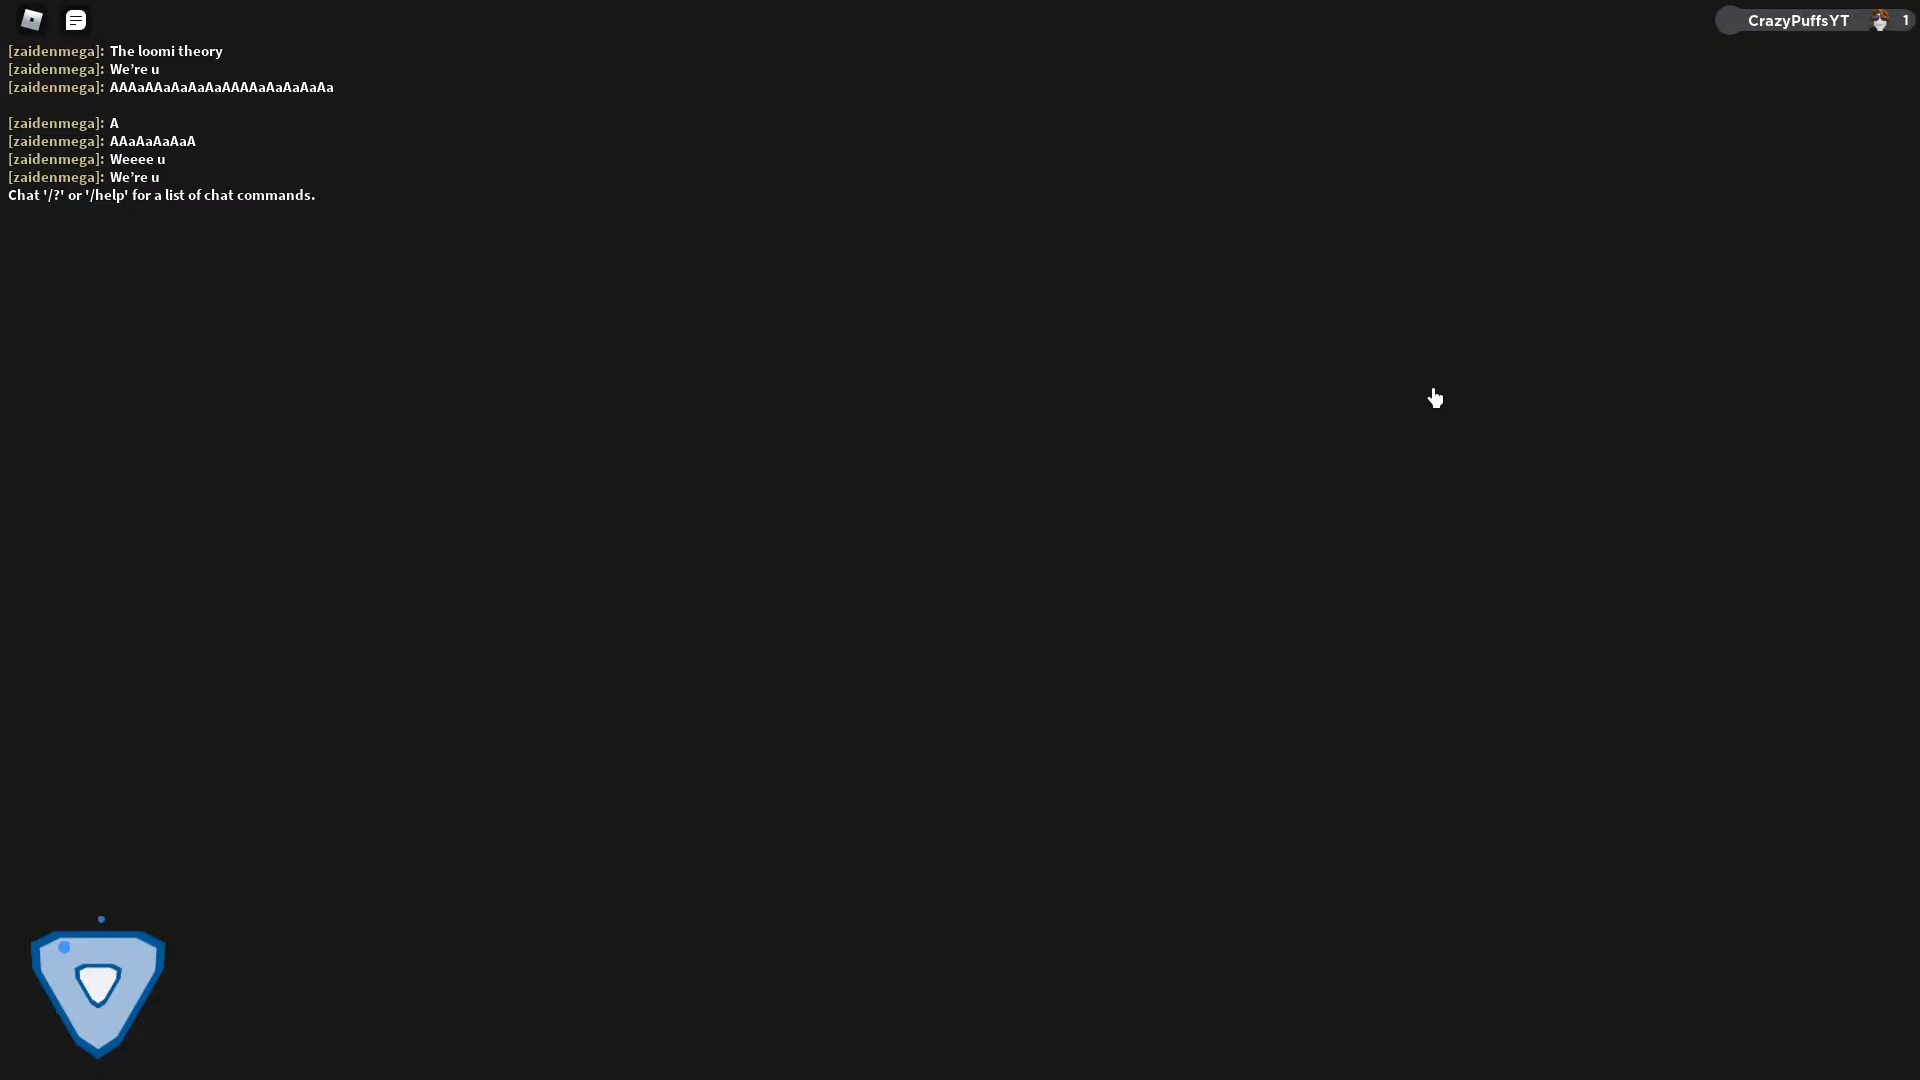 CrazyPuffsYT 1
[zaidenmega]: The loomi theory
[zaidenmega]: We’re u
[zaidenmega]: AAAaAAaAaAaAaAAAAaAaAaAaAa
[zaidenmega]: A
[zaidenmega]: AAaAaAaAaA
[zaidenmega]: Weeee u
[zaidenmega]: We’re u
Chat '/?' or '/help' for a list of chat commands.